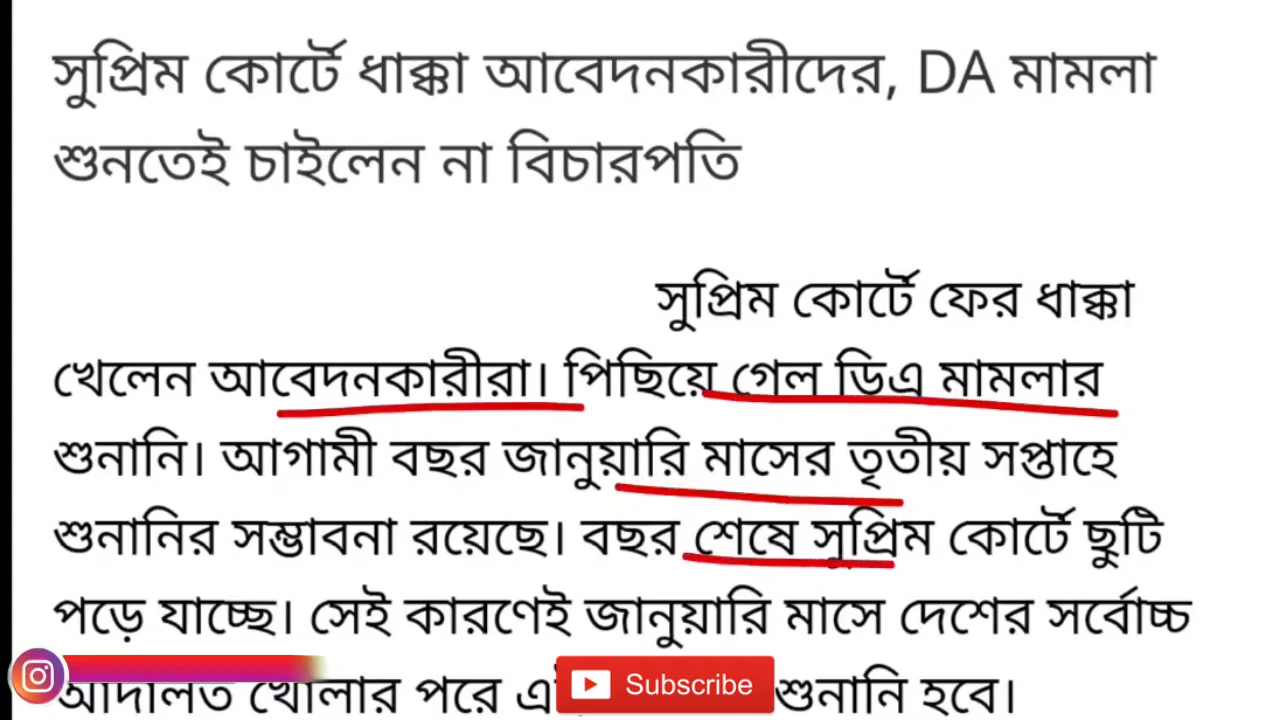 সুপ্রিম কোর্টে ধাক্কা আবেদনকারীদের, DA মামলা
শুনতেই চাইলেন না বিচারপতি
সুপ্রিম কোর্টে ফের ধাক্কা
খেলেন আবেদনকারীরা। পিছিয়ে গেল ডিএ মামলার
শুনানি। আগামী বছর জানুয়ারি মাসের তৃতীয় সপ্তাহে
শুনানির সম্ভাবনা রয়েছে। বছর শেষে সুপ্রিম কোর্টে ছুটি
পড়ে যাচ্ছে। সেই কারণেই জানুয়ারি মাসে দেশের সর্বোচ্চ
আদালত খোলার পরে শুনানি হবে।
Subscribe